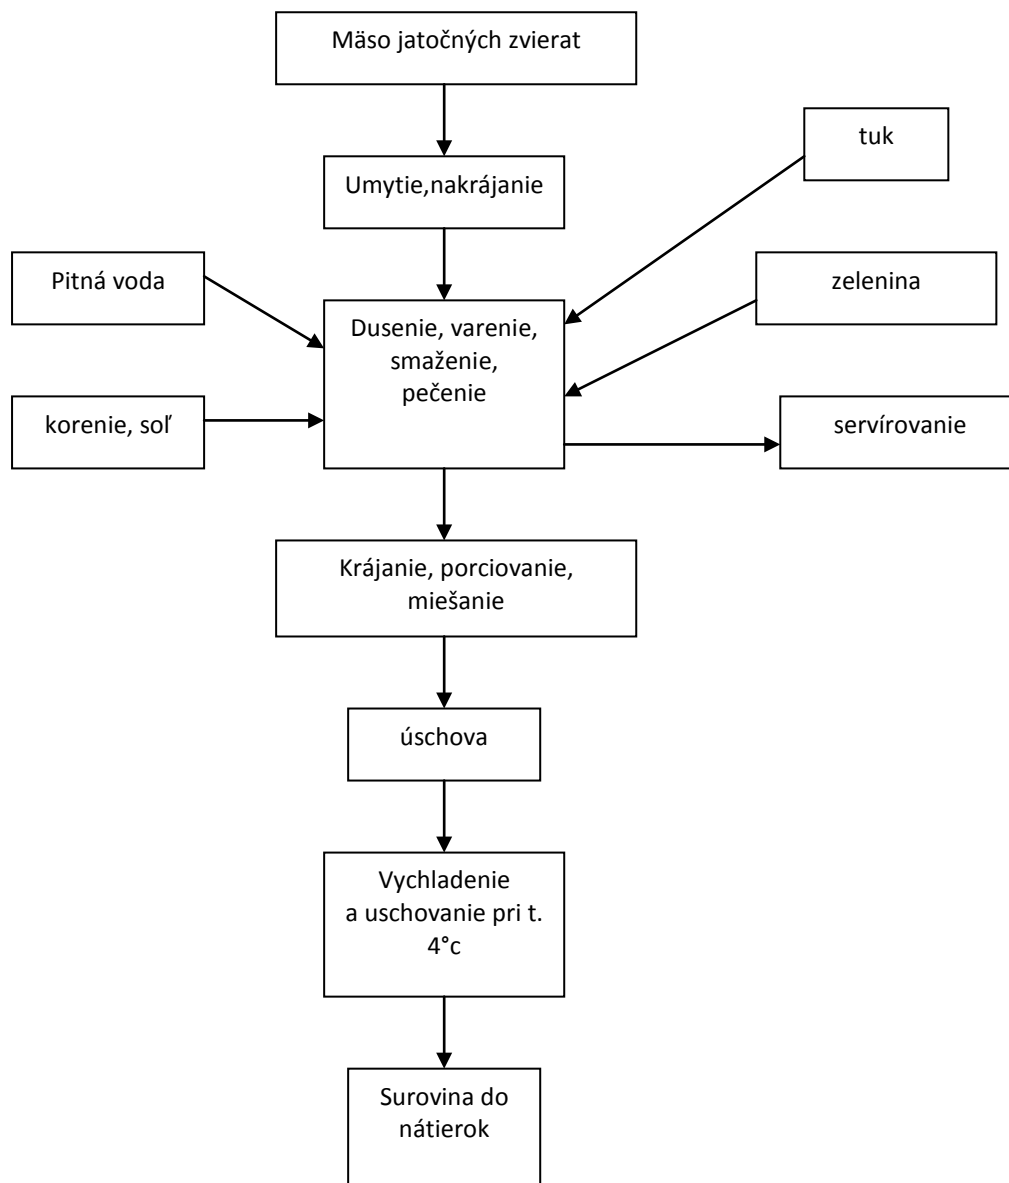 Mäso jatočných zvierat
tuk
Umytie,nakrájanie
Pitná voda
zelenina
Dusenie, varenie,
smaženie,
pečenie
korenie, soľ
servírovanie
Krájanie, porciovanie,
miešanie
úschova
Vychladenie
a uschovanie pri t.
4°c
Surovina do
nátierok